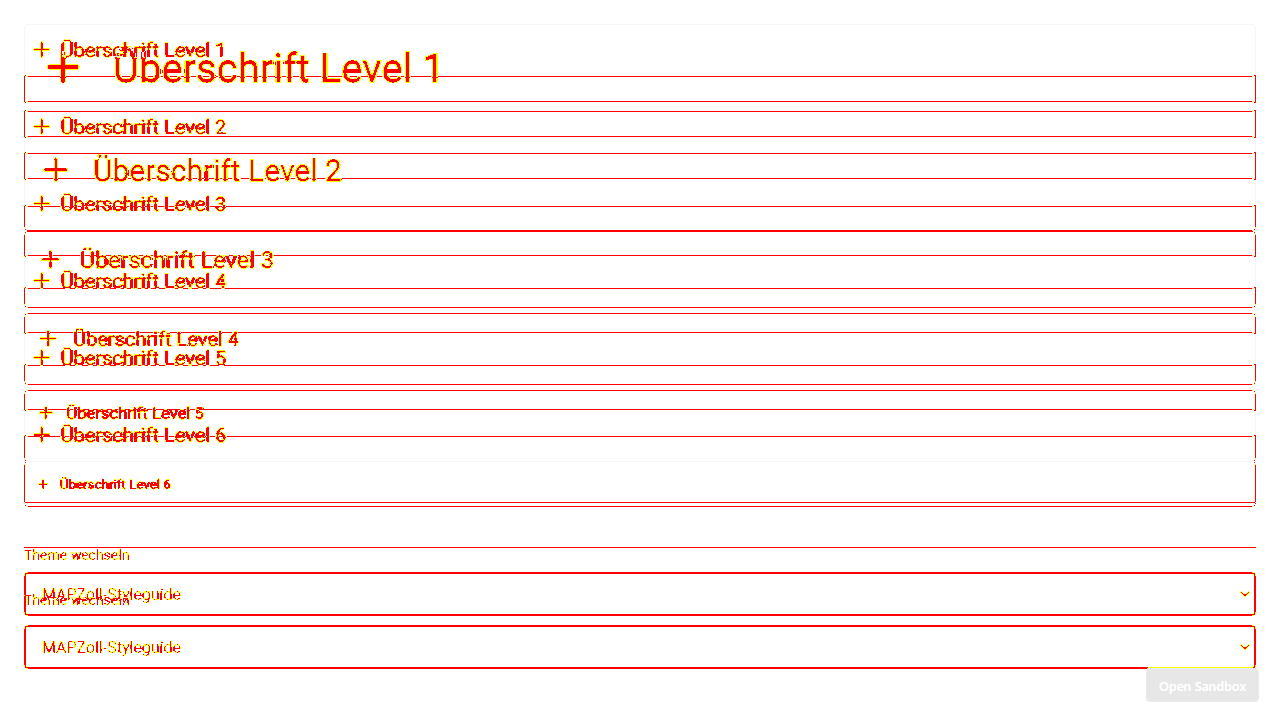 Überschrift Level 1
Überschrift Level 1
Überschrift Level 2
Überschrift Level 2
Überschrift Level 3
Überschrift Level 3
Überschrift Level 4
Überschrift Level 4
Überschrift Level 5
Überschrift Level 5
Überschrift Level 6
Überschrift Level 6
Theme wechseln
MAPZoll-Styleguide
Theme wechseln
MAPZoll-Styleguide
Open Sandbox